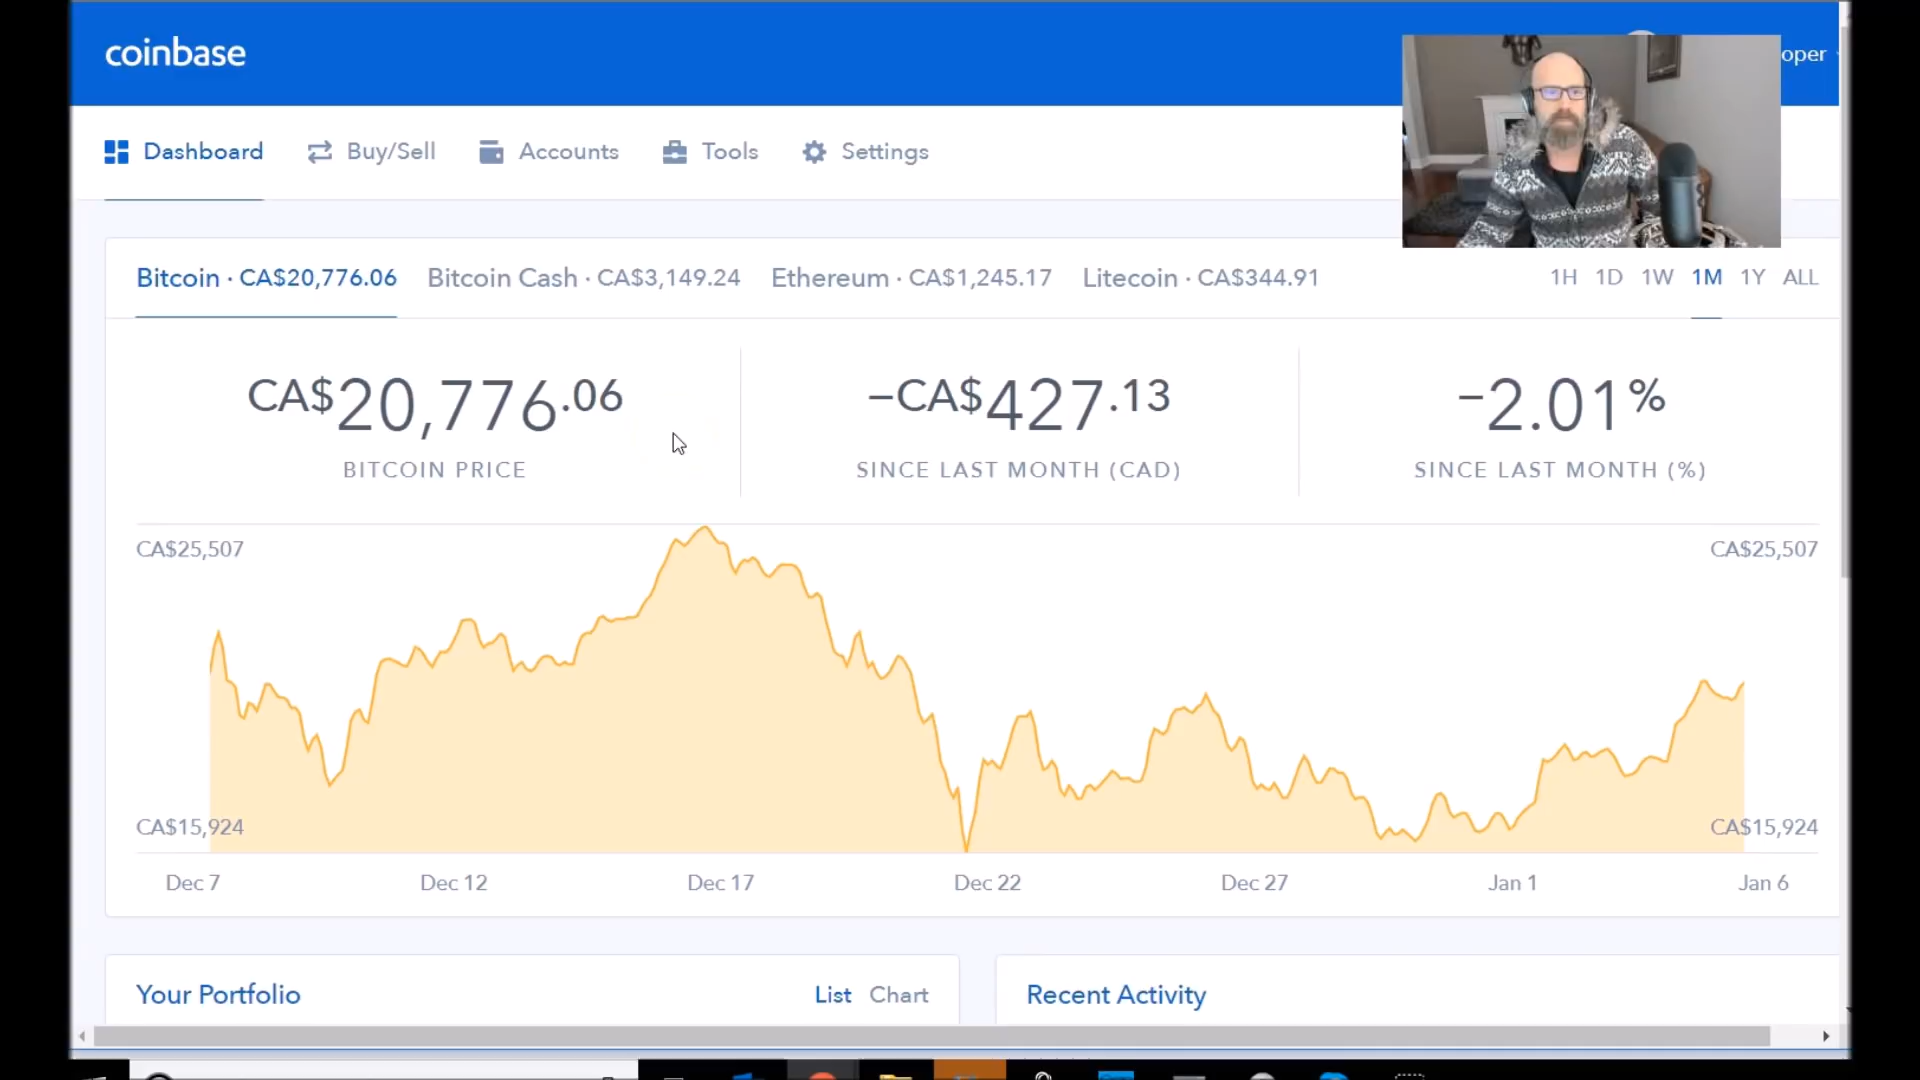 coinbase
oper
Dashboard Buy/Sell Accounts Tools Settings
Bitcoin · CA$20,776.06 Bitcoin Cash · CA$3,149.24 Ethereum · CA$1,245.17 Litecoin · CA$344.91 1H 1D 1W 1M 1Y ALL
CA$20,776.06 −CA$427.13 −2.01%
BITCOIN PRICE SINCE LAST MONTH (CAD) SINCE LAST MONTH (%)
CA$25,507 CA$25,507
CA$15,924 CA$15,924
Dec 7 Dec 12 Dec 17 Dec 22 Dec 27 Jan 1 Jan 6
Your Portfolio List Chart Recent Activity